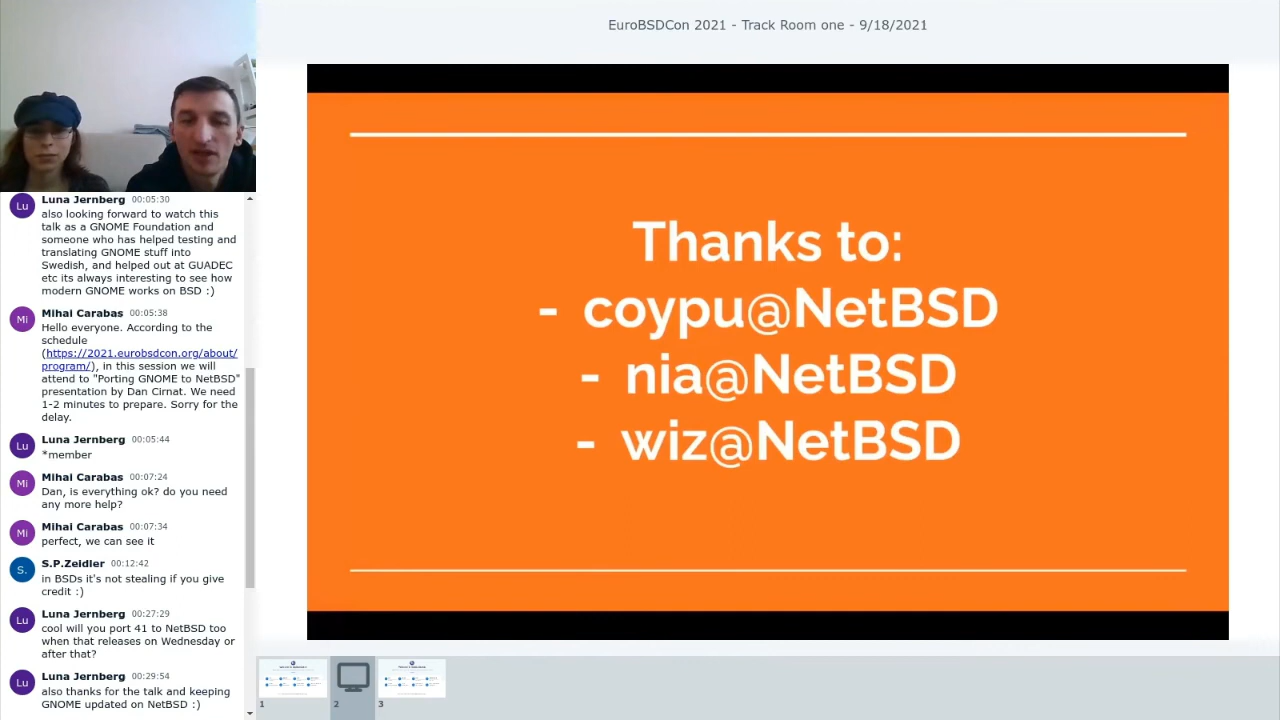 EuroBSDCon 2021 - Track Room one - 9/18/2021
Lu
Luna Jernberg 00:05:30
also looking forward to watch this
talk as a GNOME Foundation and
someone who has helped testing and
translating GNOME stuff into
Swedish, and helped out at GUADEC
etc its always interesting to see how
modern GNOME works on BSD :)
Mi
Mihai Carabas 00:05:38
Hello everyone. According to the
schedule
(https://2021.eurobsdcon.org/about/
program/), in this session we will
attend to "Porting GNOME to NetBSD"
presentation by Dan Cirnat. We need
1-2 minutes to prepare. Sorry for the
delay.
Lu
Luna Jernberg 00:05:44
*member
Mi
Mihai Carabas 00:07:24
Dan, is everything ok? do you need
any more help?
Mi
Mihai Carabas 00:07:34
perfect, we can see it
S.
S.P.Zeidler 00:12:42
in BSDs it's not stealing if you give
credit :)
Lu
Luna Jernberg 00:27:29
cool will you port 41 to NetBSD too
when that releases on Wednesday or
after that?
Lu
Luna Jernberg 00:29:54
also thanks for the talk and keeping
GNOME updated on NetBSD :)
Thanks to:
- coypu@NetBSD
- nia@NetBSD
- wiz@NetBSD
1
2
3